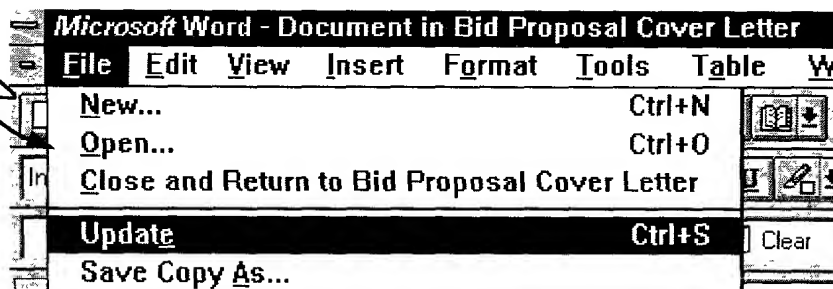 Microsoft Word - Document in Bid Proposal Cover Letter
File Edit View Insert Format Tools Table W
New... Ctrl+N
Open... Ctrl+O
In Close and Return to Bid Proposal Cover Letter U
Update Ctrl+S Clear
Save Copy As...